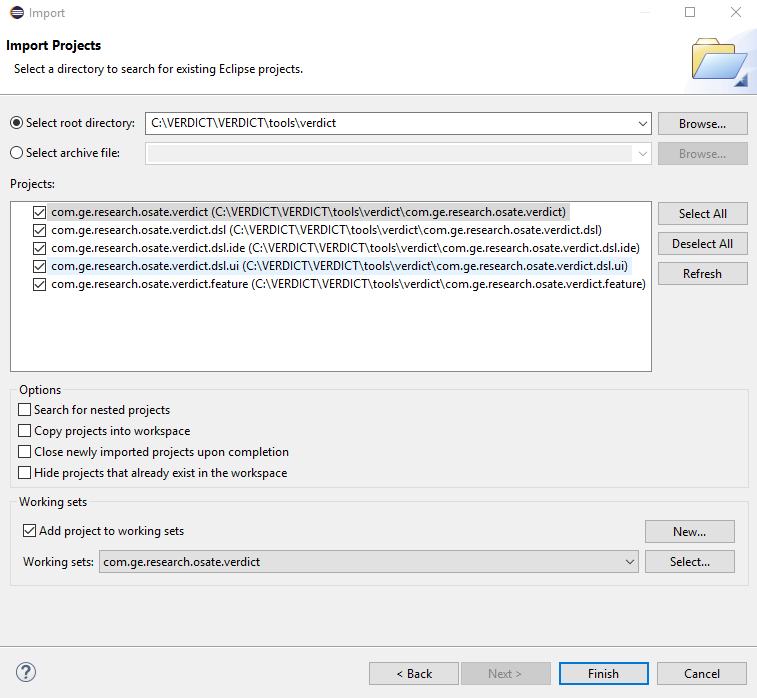 Import
Import Projects
Select a directory to search for existing Eclipse projects.
Select root directory: C:\VERDICT\VERDICT\tools\verdict Browse...
Select archive file: Browse...
Projects:
com.ge.research.osate.verdict (C:\VERDICT\VERDICT\tools\verdict\com.ge.research.osate.verdict)
com.ge.research.osate.verdict.dsl (C:\VERDICT\VERDICT\tools\verdict\com.ge.research.osate.verdict.dsl)
com.ge.research.osate.verdict.dsl.ide (C:\VERDICT\VERDICT\tools\verdict\com.ge.research.osate.verdict.dsl.ide)
com.ge.research.osate.verdict.dsl.ui (C:\VERDICT\VERDICT\tools\verdict\com.ge.research.osate.verdict.dsl.ui)
com.ge.research.osate.verdict.feature (C:\VERDICT\VERDICT\tools\verdict\com.ge.research.osate.verdict.feature)
Select All
Deselect All
Refresh
Options
Search for nested projects
Copy projects into workspace
Close newly imported projects upon completion
Hide projects that already exist in the workspace
Working sets
Add project to working sets New...
Working sets: com.ge.research.osate.verdict Select...
? < Back Next > Finish Cancel